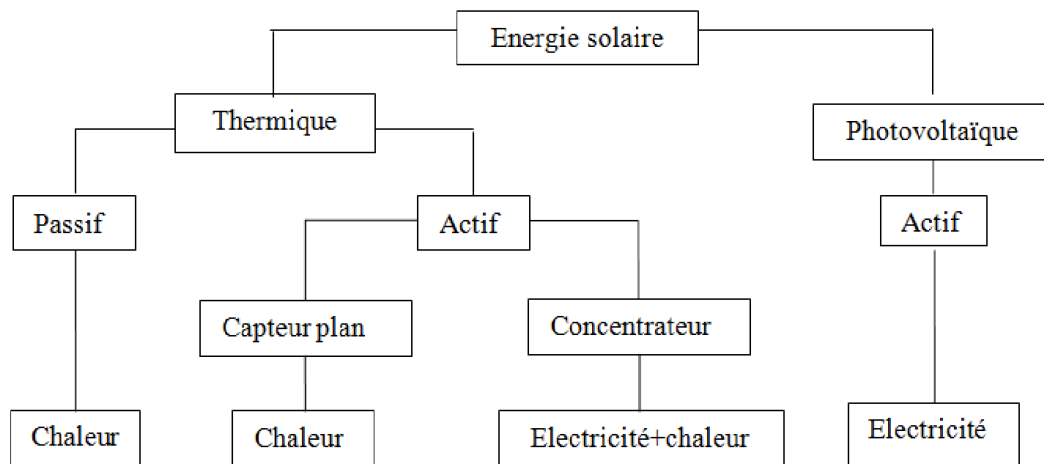 Energie solaire
Thermique
Photovoltaïque
Passif
Actif
Actif
Capteur plan
Concentrateur
Chaleur
Chaleur
Electricité+chaleur
Electricité